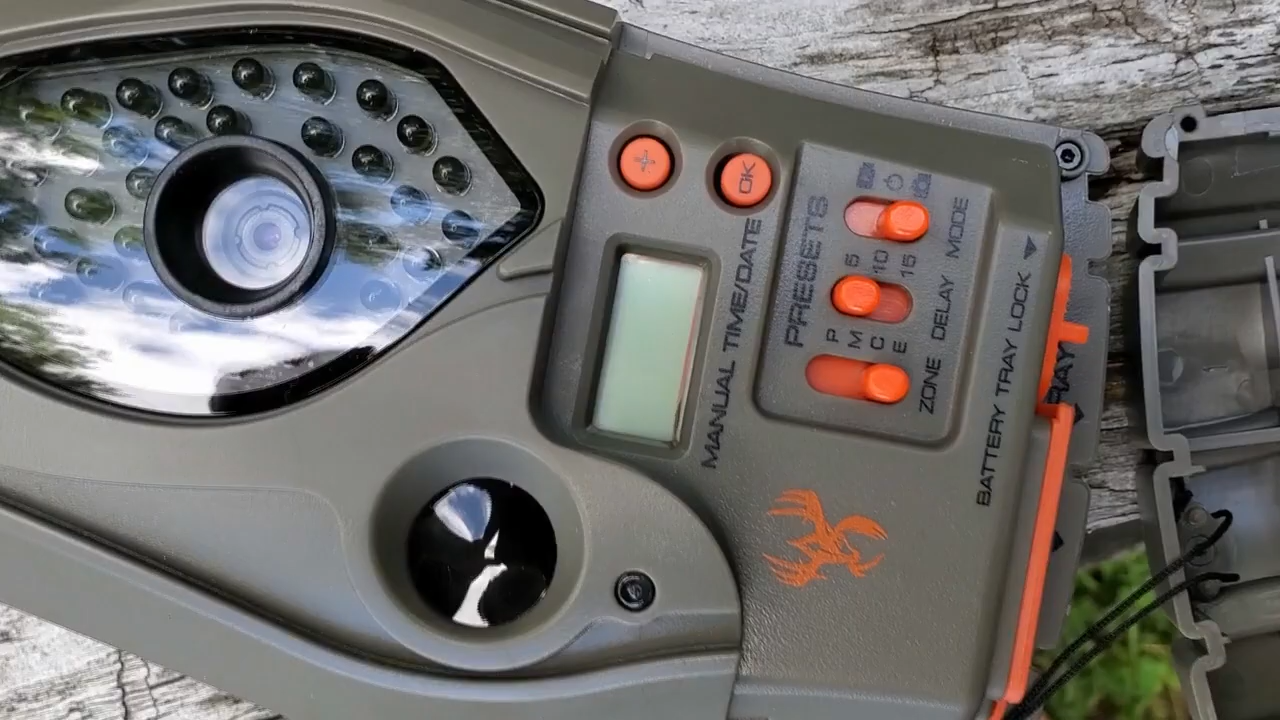 +
OK
MANUAL TIME/DATE
PRESETS
MODE
5
10
15
DELAY
P
M
C
E
ZONE
BATTERY TRAY LOCK